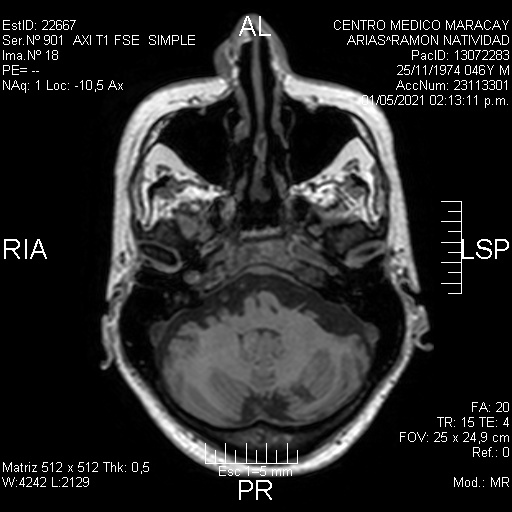 EstID: 22667
Ser.Nº 901  AXI T1 FSE  SIMPLE
Ima.Nº 18
PE= --
NAq: 1 Loc: -10,5 Ax
AL
CENTRO MEDICO MARACAY
ARIAS^RAMON NATIVIDAD
PacID: 13072283
25/11/1974 046Y M
AccNum: 23113301
01/05/2021 02:13:11 p.m.
RIA
LSP
FA: 20
TR: 15 TE: 4
FOV: 25 x 24,9 cm
Ref.: 0
Matriz 512 x 512 Thk: 0,5
W:4242 L:2129
Esc 1=5 mm
PR
Mod.: MR